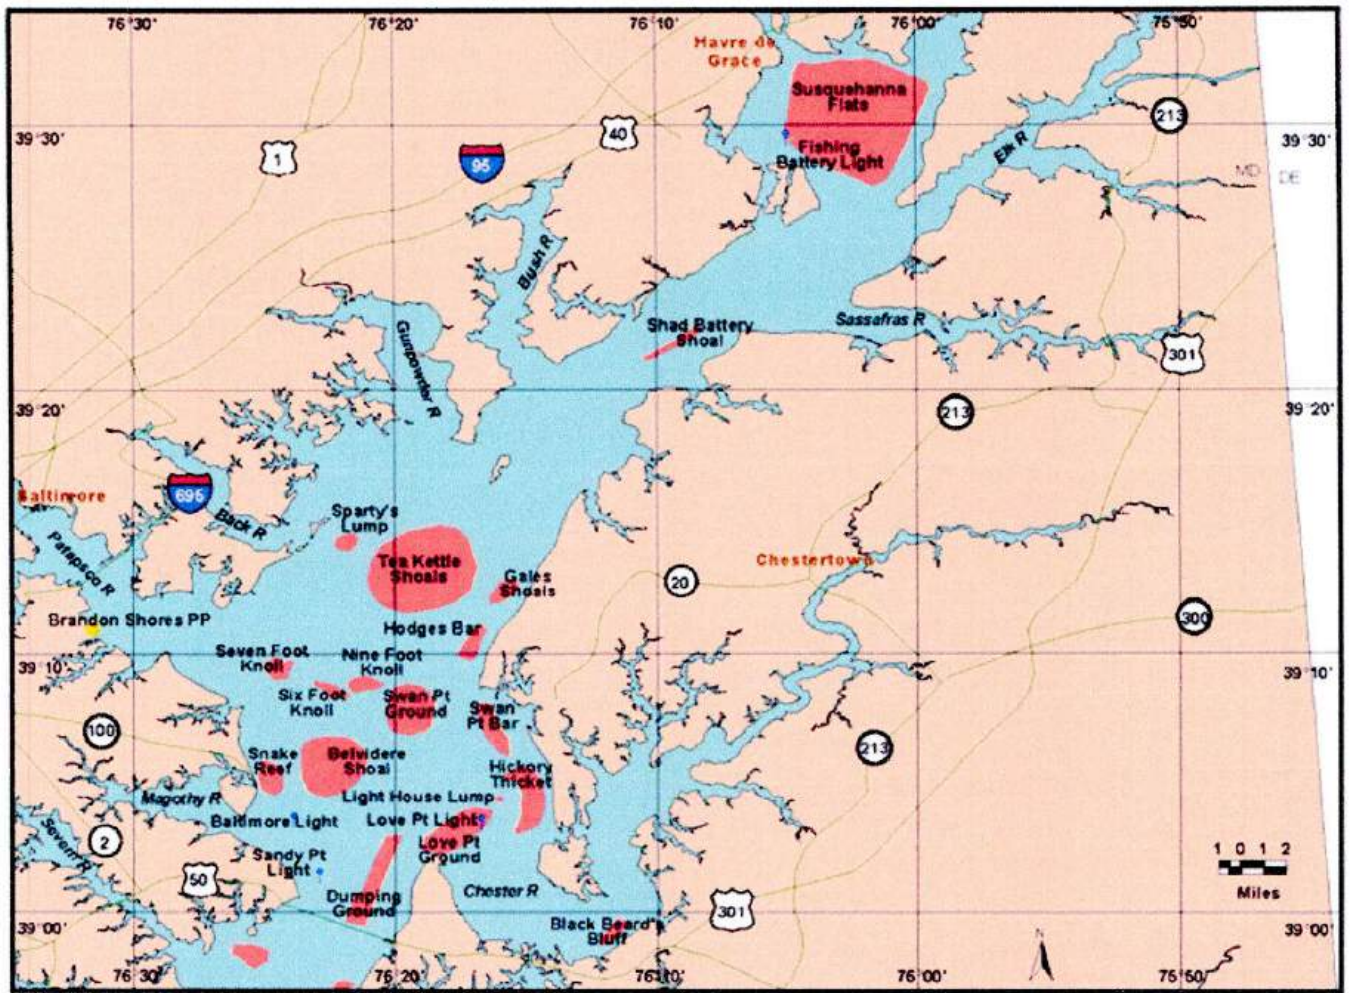 76°30'
76°20'
76°10'
76°00'
75°50'
Havre de
Grace
Susquehanna
Flats
213
40
39°30'
1
95
Fishing
Battery Light
Elk R
39°30'
MD
DE
Bush R
Shad Battery
Shoal
Sassafras R
Gunpowder R
301
39°20'
213
39°20'
Baltimore
695
Back R
Sparty's
Lump
Patapsco R
Tea Kettle
Shoals
Gales
Shoals
Chestertown
20
Brandon Shores PP
Hodges Bar
300
Seven Foot
Knoll
Nine Foot
Knoll
39°10'
39°10'
Six Foot
Knoll
Swan Pt
Ground
Swan
Pt Bar
100
213
Snake
Reef
Belvidere
Shoal
Hickory
Thicket
Magothy R
Light House Lump
Baltimore Light
Love Pt Light
Severn R
2
Love Pt
Ground
Sandy Pt
Light
50
1 0 1 2
Miles
Dumping
Ground
Chester R
301
Black Beard's
Bluff
39°00'
39°00'
N
76°30'
76°20'
76°10'
76°00'
75°50'